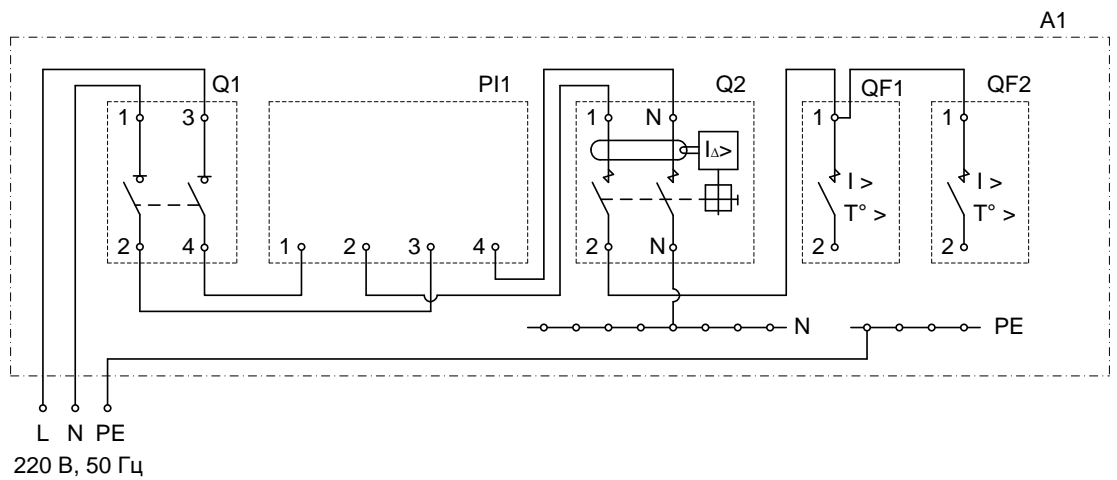 A1
Q1 PI1 Q2 QF1 QF2
1 3 1 N 1 1
IΔ>
I > I >
T° > T° >
2 4 1 2 3 4 2 N 2 2
N PE
L N PE
220 В, 50 Гц